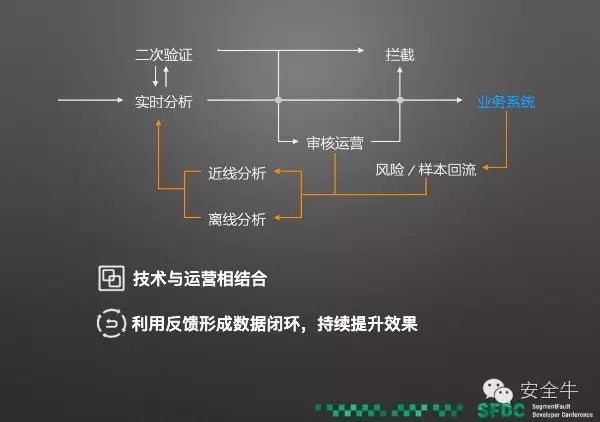 二次验证
拦截
实时分析
业务系统
审核运营
近线分析
风险/样本回流
离线分析
技术与运营相结合
利用反馈形成数据闭环，持续提升效果
安全牛
SFDC
SegmentFault
Developer Conference